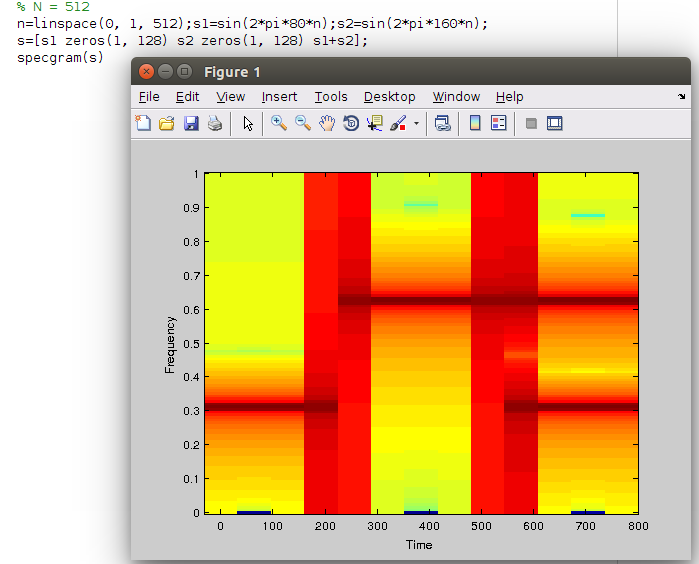 % N = 512
n=linspace(0, 1, 512);s1=sin(2*pi*80*n);s2=sin(2*pi*160*n);
s=[s1 zeros(1, 128) s2 zeros(1, 128) s1+s2];
specgram(s)
Figure 1
File Edit View Insert Tools Desktop Window Help
1
0.9
0.8
0.7
0.6
0.5
0.4
0.3
0.2
0.1
0
Frequency
0 100 200 300 400 500 600 700 800
Time